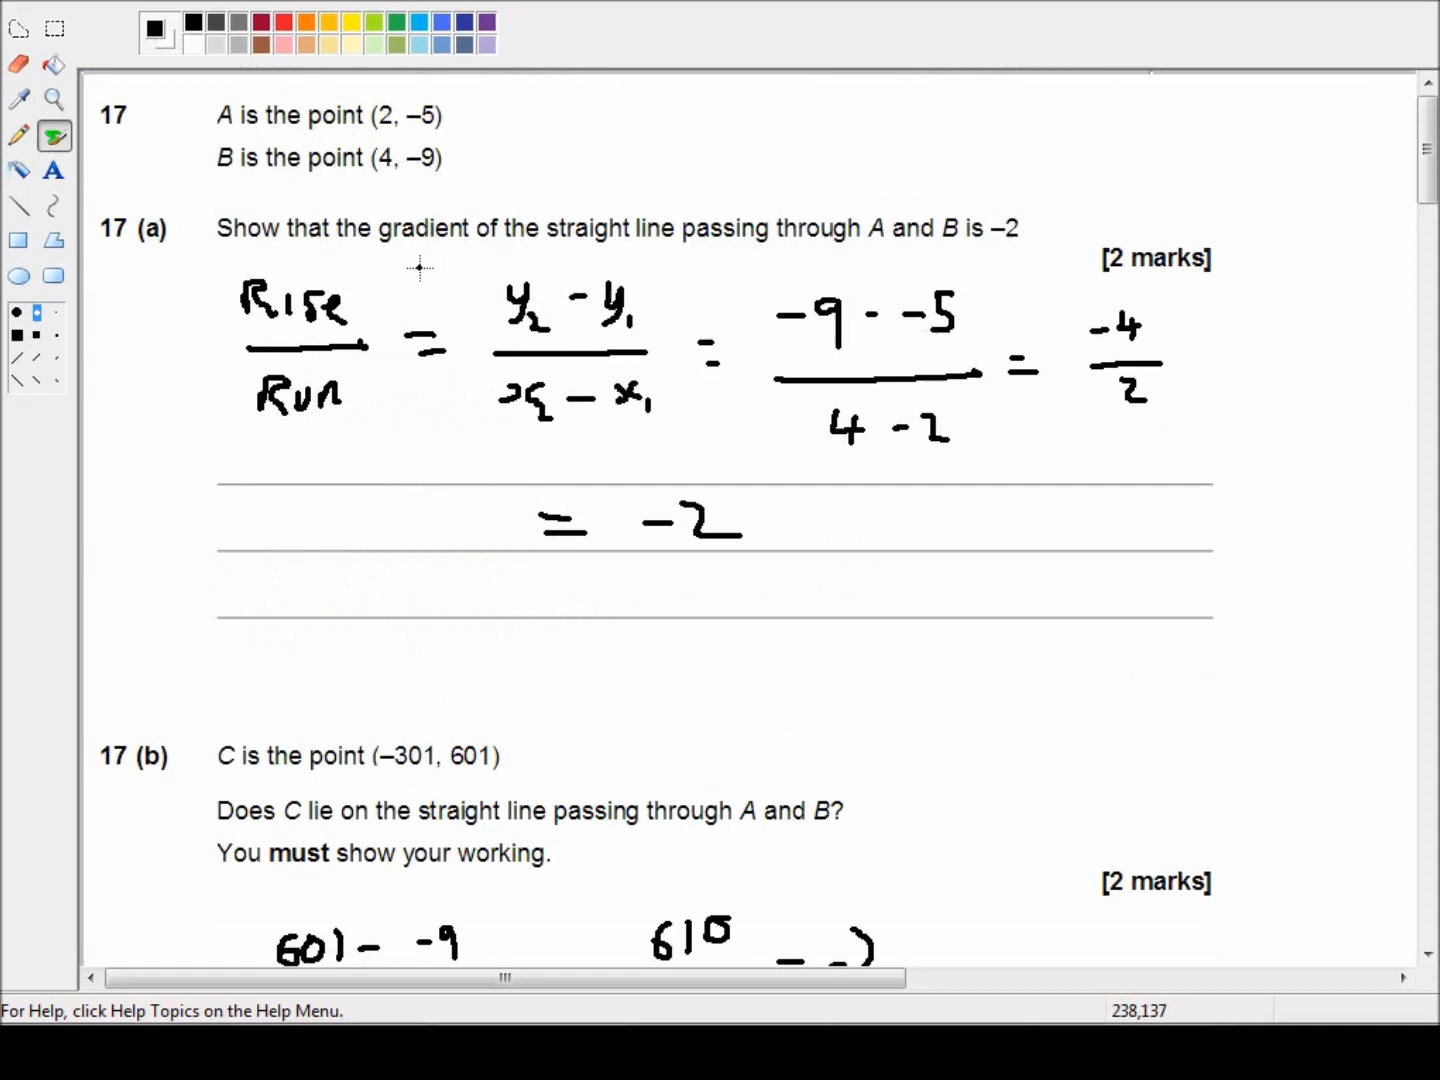 17 A is the point (2, –5)
B is the point (4, –9)
17 (a) Show that the gradient of the straight line passing through A and B is –2
[2 marks]
Rise / Run = y₂ - y₁ / x₂ - x₁ = -9 - -5 / 4 - 2 = -4 / 2
= -2
17 (b) C is the point (–301, 601)
Does C lie on the straight line passing through A and B?
You must show your working.
[2 marks]
601 - -9 610 = -2
For Help, click Help Topics on the Help Menu. 238,137